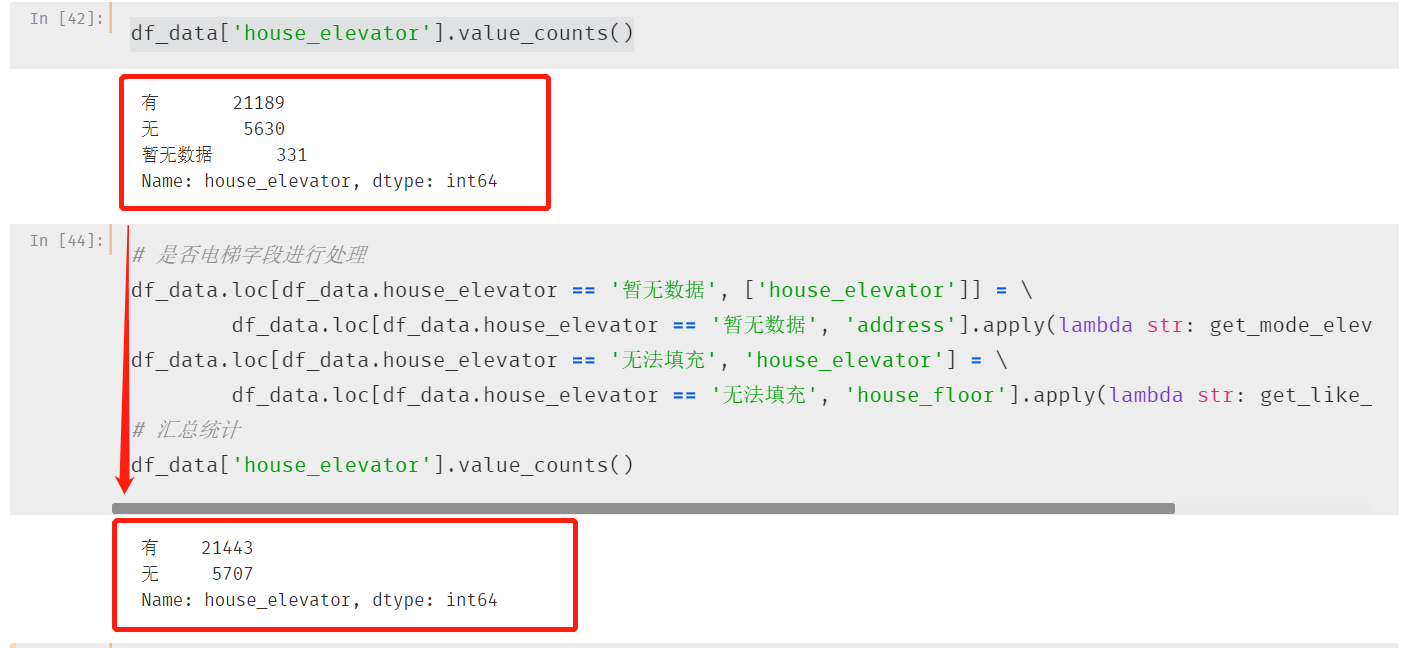 In [42]:
df_data['house_elevator'].value_counts()
有 21189
无 5630
暂无数据 331
Name: house_elevator, dtype: int64
In [44]:
# 是否电梯字段进行处理
df_data.loc[df_data.house_elevator == '暂无数据', ['house_elevator']] = \
df_data.loc[df_data.house_elevator == '暂无数据', 'address'].apply(lambda str: get_mode_elev
df_data.loc[df_data.house_elevator == '无法填充', 'house_elevator'] = \
df_data.loc[df_data.house_elevator == '无法填充', 'house_floor'].apply(lambda str: get_like_
# 汇总统计
df_data['house_elevator'].value_counts()
有 21443
无 5707
Name: house_elevator, dtype: int64